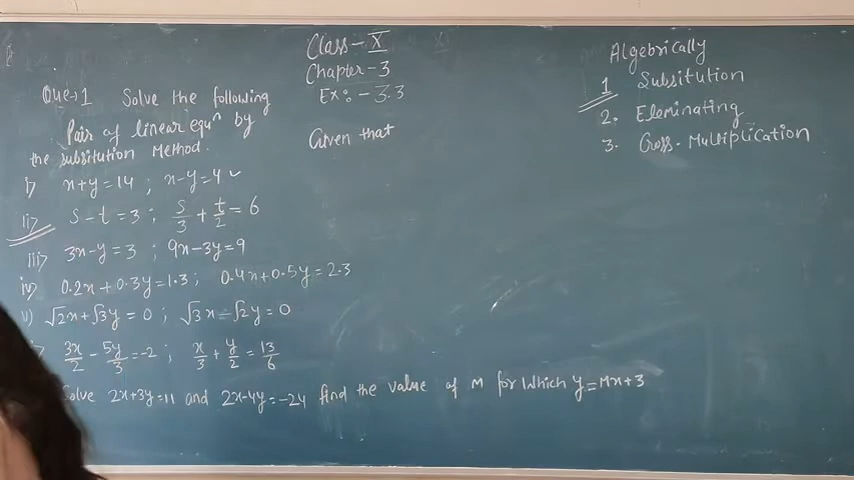 Class - X
Chapter - 3
Ex: - 3.3
Que→1 Solve the following
Pair of linear equⁿ by
the subsitution Method.
Given that
i) x+y=14 ; x-y=4 ✓
ii) s-t=3 ; s/3 + t/2 = 6
iii) 3x-y=3 ; 9x-3y=9
iv) 0.2x+0.3y=1.3 ; 0.4x+0.5y=2.3
v) √2x+√3y=0 ; √3x-√2y=0
3x/2 - 5y/3 = -2 ; x/3 + y/2 = 13/6
Solve 2x+3y=11 and 2x-4y=-24 find the value of M for which y=Mx+3
Algebrically
1 Subsitution
2. Eleminating
3. Cross-Multiplication